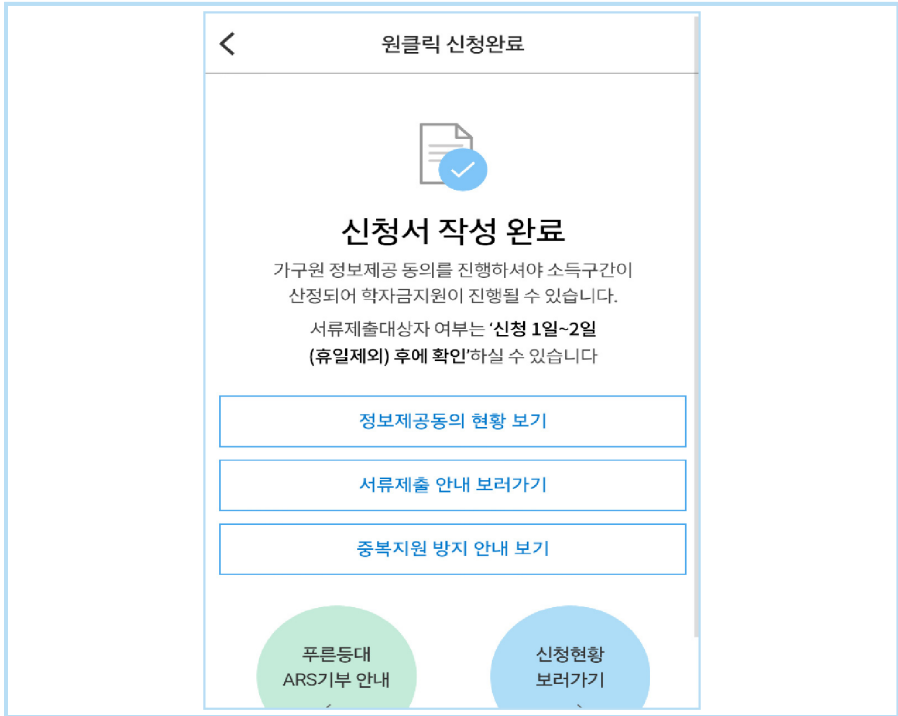 원클릭 신청완료
신청서 작성 완료
가구원 정보제공 동의를 진행하셔야 소득구간이
산정되어 학자금지원이 진행될 수 있습니다.
서류제출대상자 여부는 '신청 1일~2일
(휴일제외) 후에 확인'하실 수 있습니다
정보제공동의 현황 보기
서류제출 안내 보러가기
중복지원 방지 안내 보기
푸른등대
ARS기부 안내
신청현황
보러가기